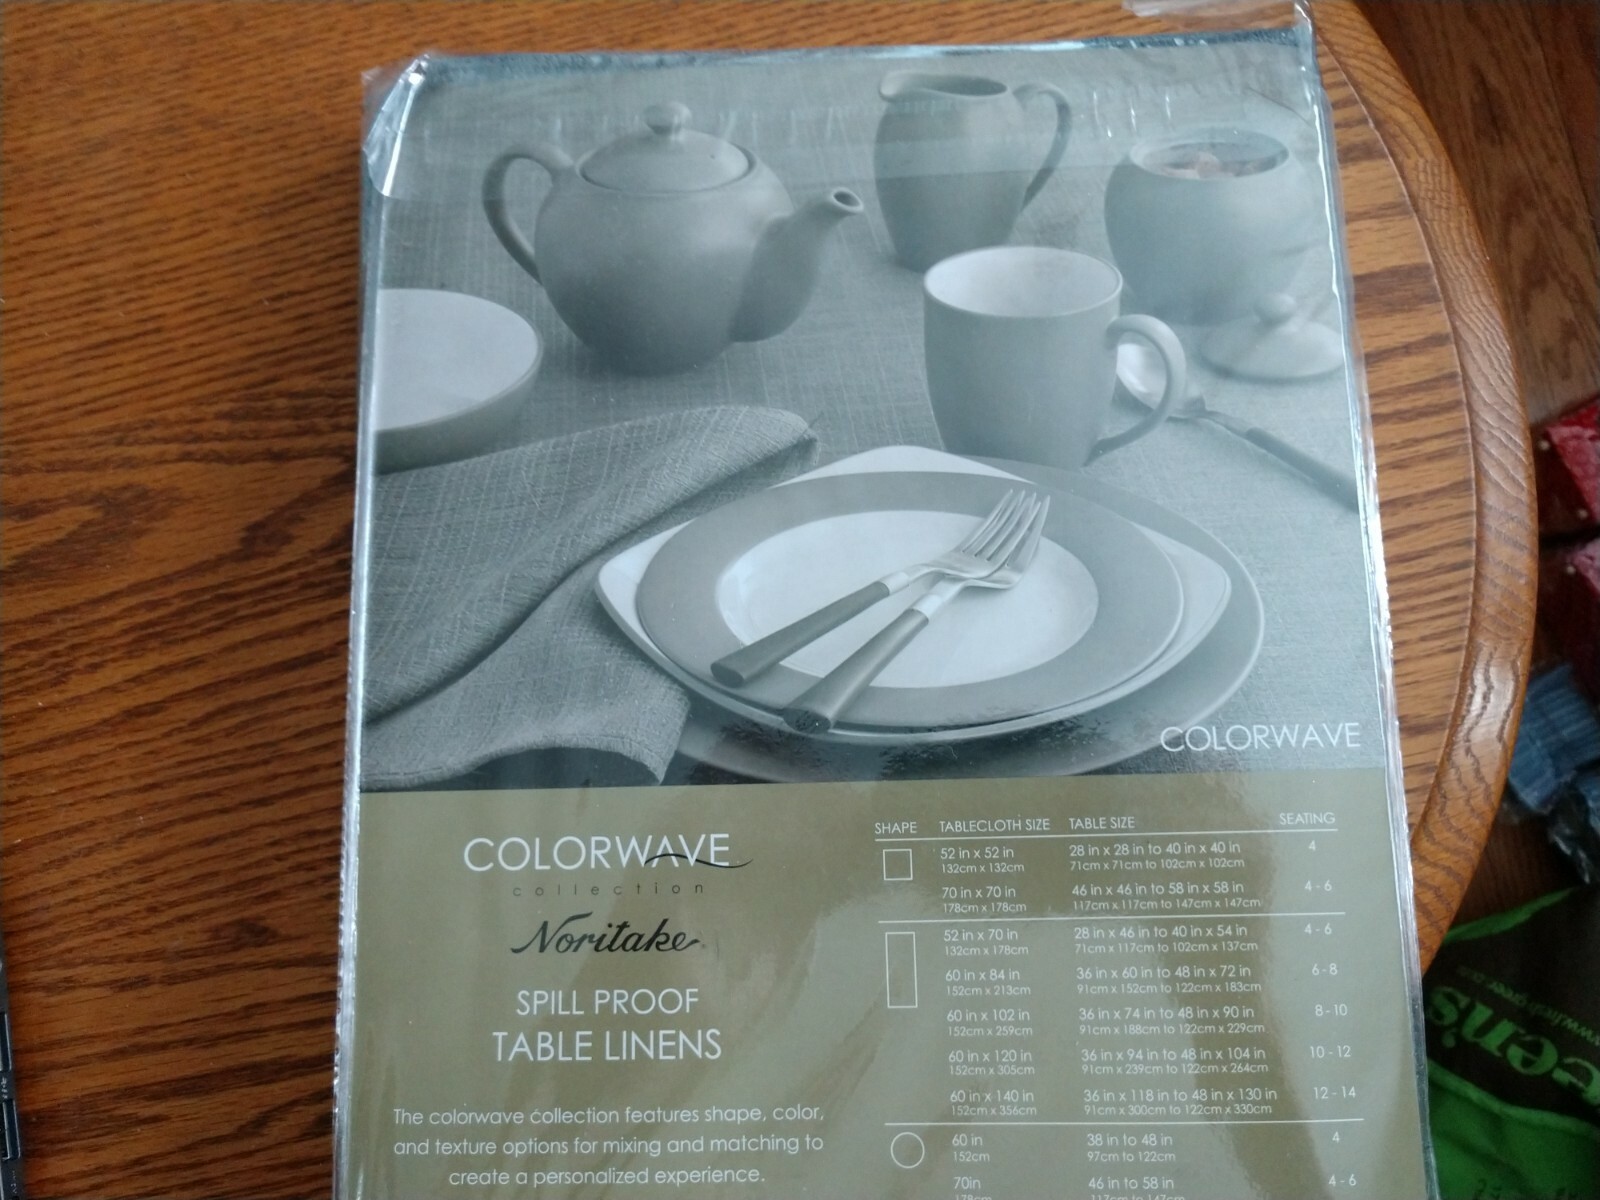 COLORWAVE
COLORWAVE
collection
Noritake
SPILL PROOF
TABLE LINENS
The colorwave collection features shape, color,
and texture options for mixing and matching to
create a personalized experience.
SHAPE TABLECLOTH SIZE TABLE SIZE SEATING
52 in x 52 in 28 in x 28 in to 40 in x 40 in 4
132cm x 132cm 71cm x 71cm to 102cm x 102cm
70 in x 70 in 46 in x 46 in to 58 in x 58 in 4 - 6
178cm x 178cm 117cm x 117cm to 147cm x 147cm
52 in x 70 in 28 in x 46 in to 40 in x 54 in 4 - 6
132cm x 178cm 71cm x 117cm to 102cm x 137cm
60 in x 84 in 36 in x 60 in to 48 in x 72 in 6 - 8
152cm x 213cm 91cm x 152cm to 122cm x 183cm
60 in x 102 in 36 in x 74 in to 48 in x 90 in 8 - 10
152cm x 259cm 91cm x 188cm to 122cm x 229cm
60 in x 120 in 36 in x 94 in to 48 in x 104 in 10 - 12
152cm x 305cm 91cm x 239cm to 122cm x 264cm
60 in x 140 in 36 in x 118 in to 48 in x 130 in 12 - 14
152cm x 356cm 91cm x 300cm to 122cm x 330cm
60 in 38 in to 48 in 4
152cm 97cm to 122cm
70in 46 in to 58 in 4 - 6
178cm 117cm to 147cm